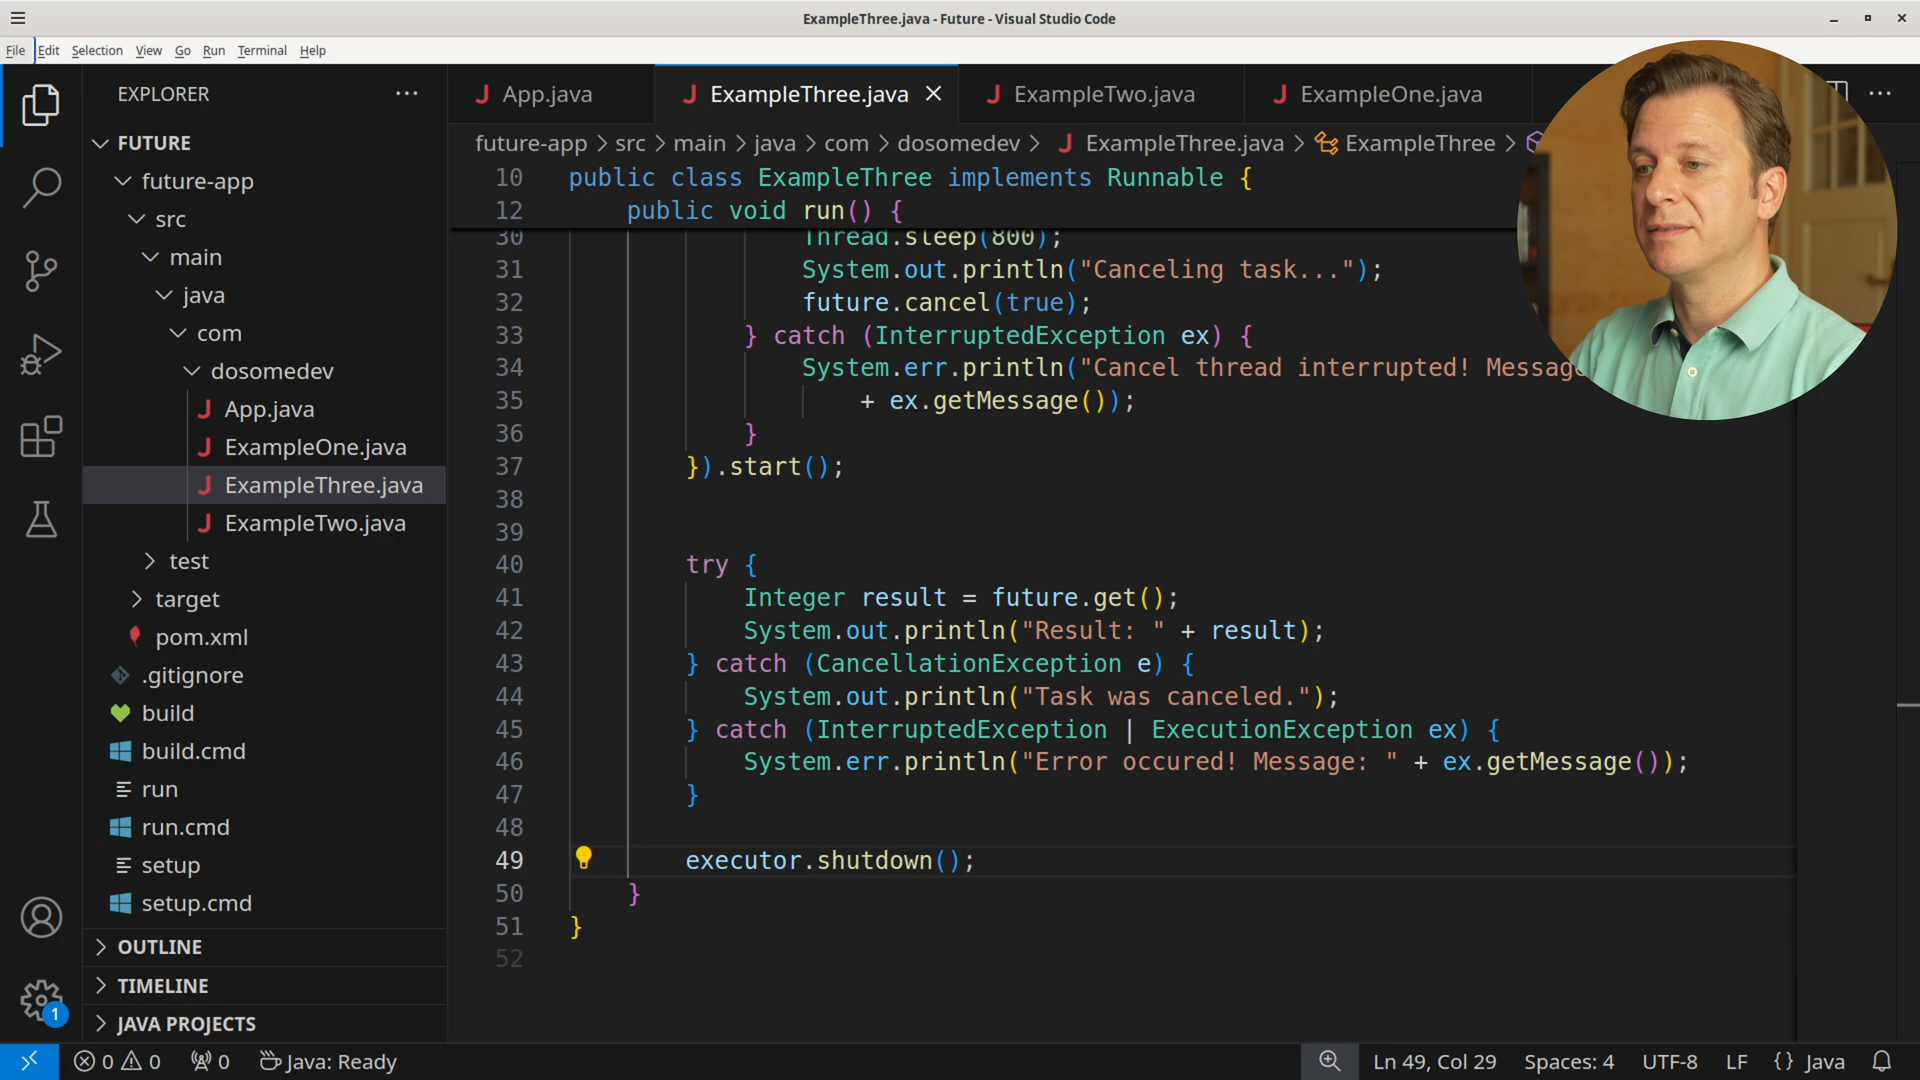 ExampleThree.java - Future - Visual Studio Code
File Edit Selection View Go Run Terminal Help
EXPLORER
App.java
ExampleThree.java
ExampleTwo.java
ExampleOne.java
future-app > src > main > java > com > dosomedev > ExampleThree.java > ExampleThree >
FUTURE
future-app
src
main
java
com
dosomedev
App.java
ExampleOne.java
ExampleThree.java
ExampleTwo.java
test
target
pom.xml
.gitignore
build
build.cmd
run
run.cmd
setup
setup.cmd
OUTLINE
TIMELINE
JAVA PROJECTS
1
10 public class ExampleThree implements Runnable {
12 public void run() {
30 Thread.sleep(800);
31 System.out.println("Canceling task...");
32 future.cancel(true);
33 } catch (InterruptedException ex) {
34 System.err.println("Cancel thread interrupted! Message
35 + ex.getMessage());
36 }
37 }).start();
38
39
40 try {
41 Integer result = future.get();
42 System.out.println("Result: " + result);
43 } catch (CancellationException e) {
44 System.out.println("Task was canceled.");
45 } catch (InterruptedException | ExecutionException ex) {
46 System.err.println("Error occured! Message: " + ex.getMessage());
47 }
48
49 executor.shutdown();
50 }
51 }
52
0 0 0 Java: Ready
Ln 49, Col 29 Spaces: 4 UTF-8 LF {} Java